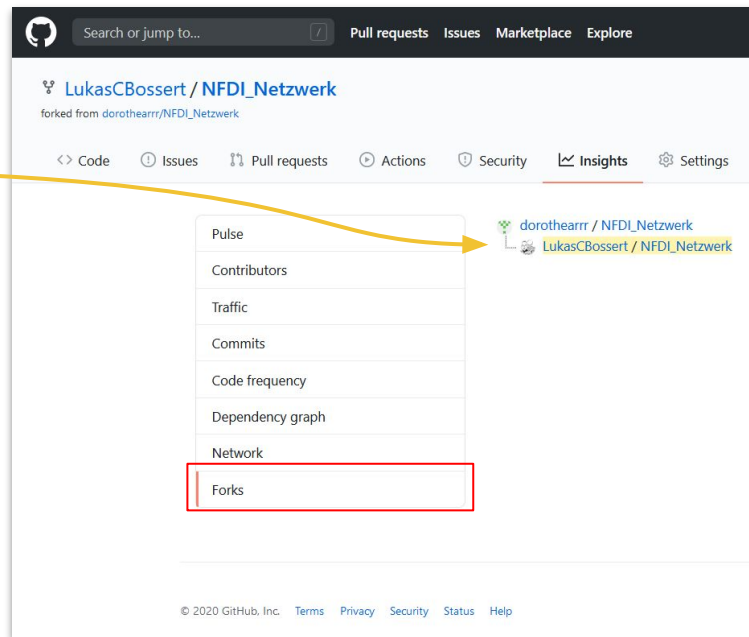 Search or jump to... / Pull requests Issues Marketplace Explore
LukasCBossert / NFDI_Netzwerk
forked from dorothearrr/NFDI_Netzwerk
<> Code Issues Pull requests Actions Security Insights Settings
Pulse
Contributors
Traffic
Commits
Code frequency
Dependency graph
Network
Forks
dorothearrr / NFDI_Netzwerk
LukasCBossert / NFDI_Netzwerk
© 2020 GitHub, Inc. Terms Privacy Security Status Help